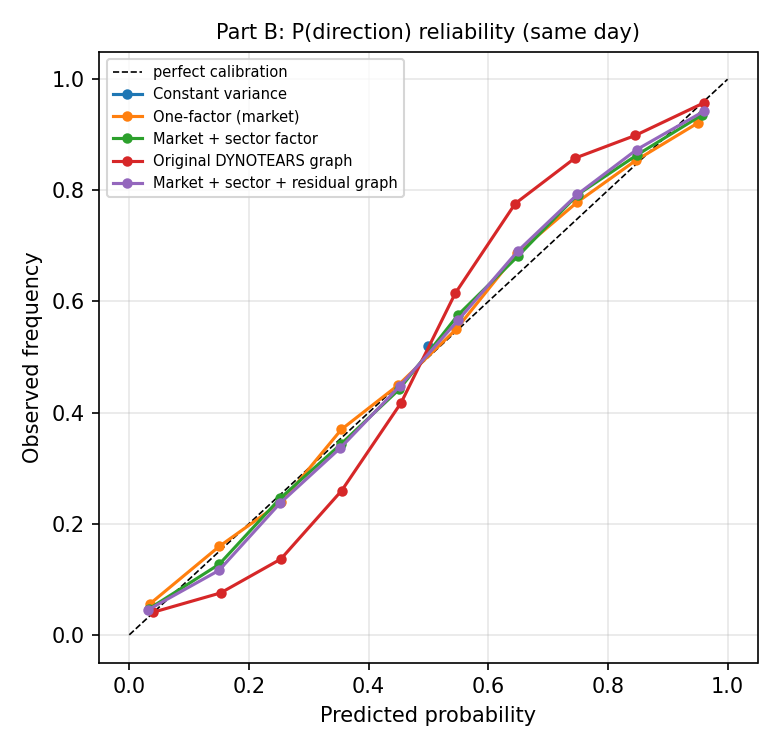 Part B: P(direction) reliability (same day)
perfect calibration
Constant variance
One-factor (market)
Market + sector factor
Original DYNOTEARS graph
Market + sector + residual graph
1.0
0.8
0.6
0.4
0.2
0.0
Observed frequency
0.0 0.2 0.4 0.6 0.8 1.0
Predicted probability